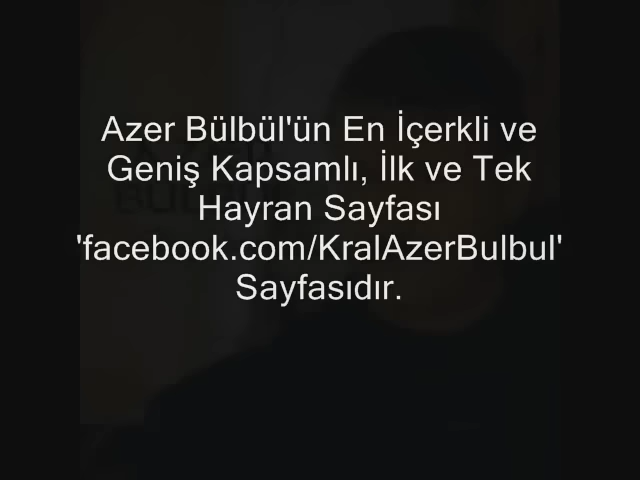 Azer Bülbül'ün En İçerkli ve
Geniş Kapsamlı, İlk ve Tek
Hayran Sayfası
'facebook.com/KralAzerBulbul'
Sayfasıdır.